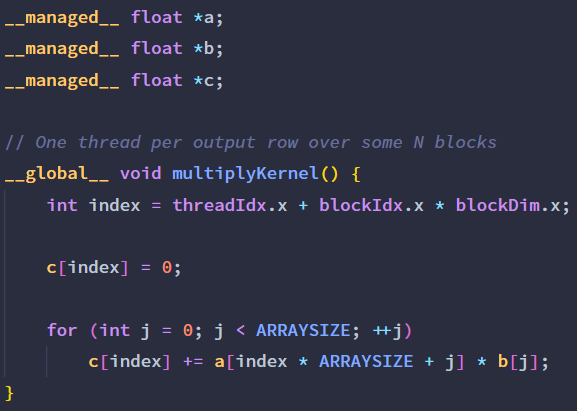 __managed__ float *a;
__managed__ float *b;
__managed__ float *c;
// One thread per output row over some N blocks
__global__ void multiplyKernel() {
int index = threadIdx.x + blockIdx.x * blockDim.x;
c[index] = 0;
for (int j = 0; j < ARRAYSIZE; ++j)
c[index] += a[index * ARRAYSIZE + j] * b[j];
}